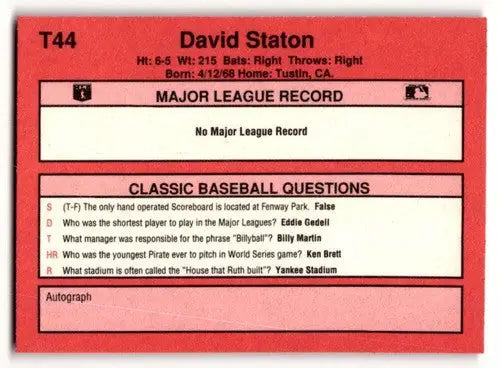 T44
David Staton
Ht: 6-5 Wt: 215 Bats: Right Throws: Right
Born: 4/12/68 Home: Tustin, CA.
MAJOR LEAGUE RECORD
No Major League Record
CLASSIC BASEBALL QUESTIONS
S (T-F) The only hand operated Scoreboard is located at Fenway Park. False
D Who was the shortest player to play in the Major Leagues? Eddie Gedell
T What manager was responsible for the phrase "Billyball"? Billy Martin
HR Who was the youngest Pirate ever to pitch in World Series game? Ken Brett
R What stadium is often called the "House that Ruth built"? Yankee Stadium
Autograph